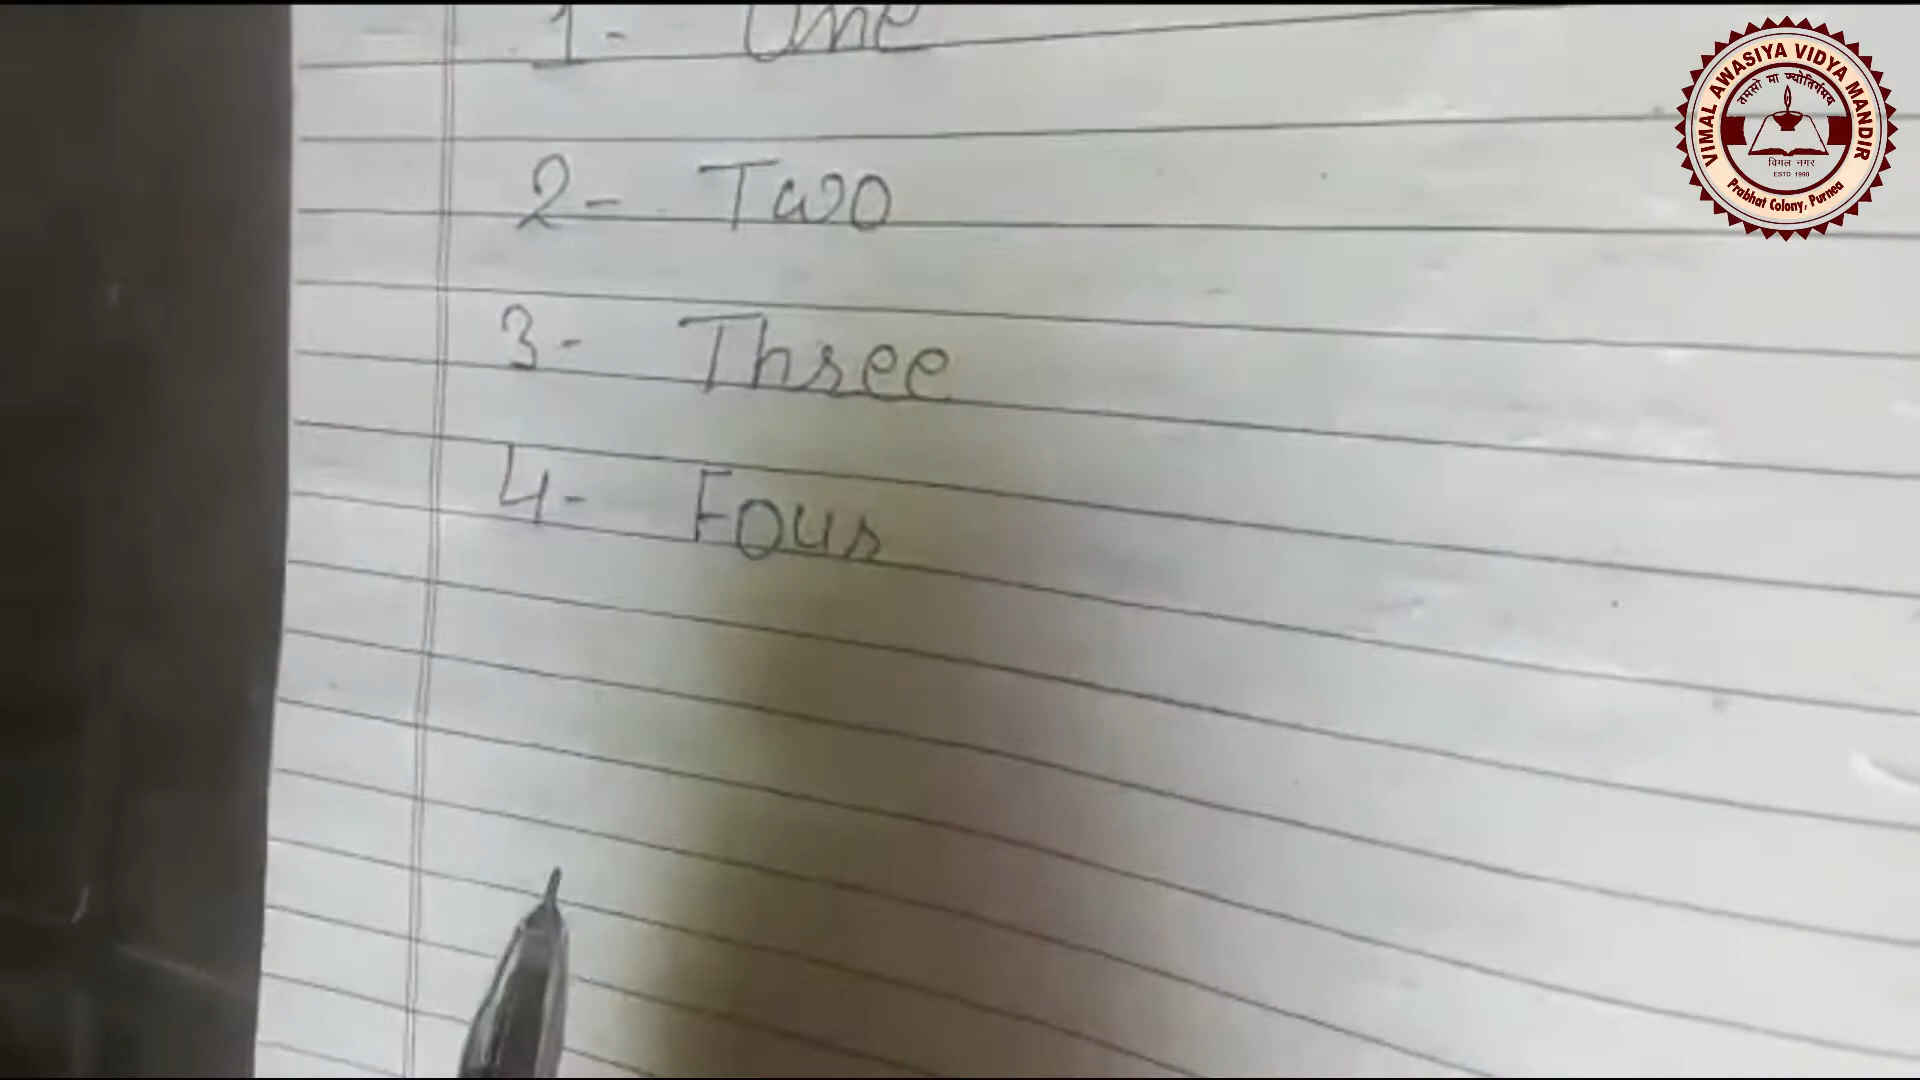 1- One
2- Two
3- Three
4- Four
VIMAL AWASIYA VIDYA MANDIR
तमसो मा ज्योतिर्गमय
विमल नगर
ESTD 1990
Prabhat Colony, Purnea